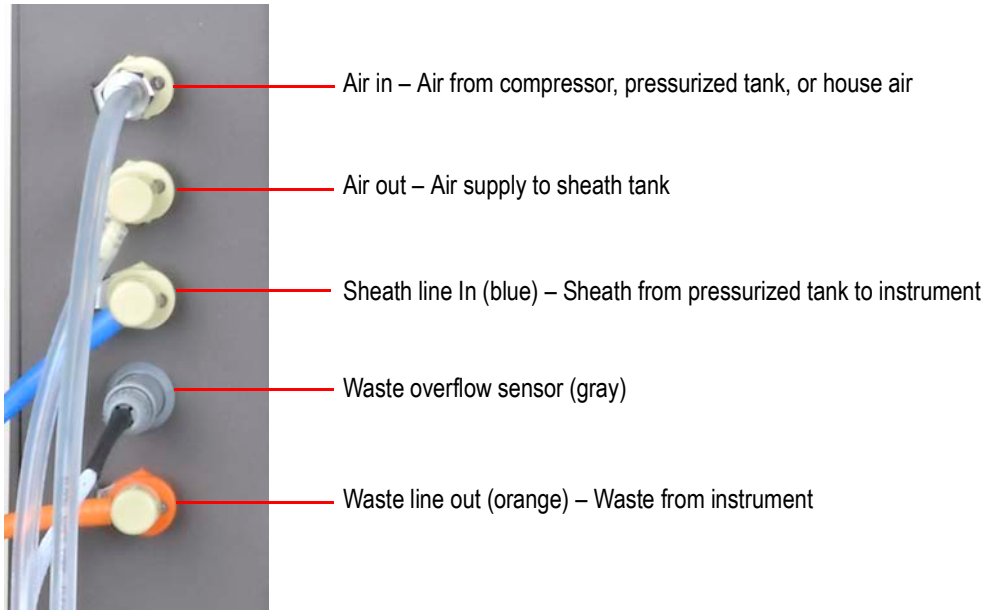 Air in – Air from compressor, pressurized tank, or house air
Air out – Air supply to sheath tank
Sheath line In (blue) – Sheath from pressurized tank to instrument
Waste overflow sensor (gray)
Waste line out (orange) – Waste from instrument